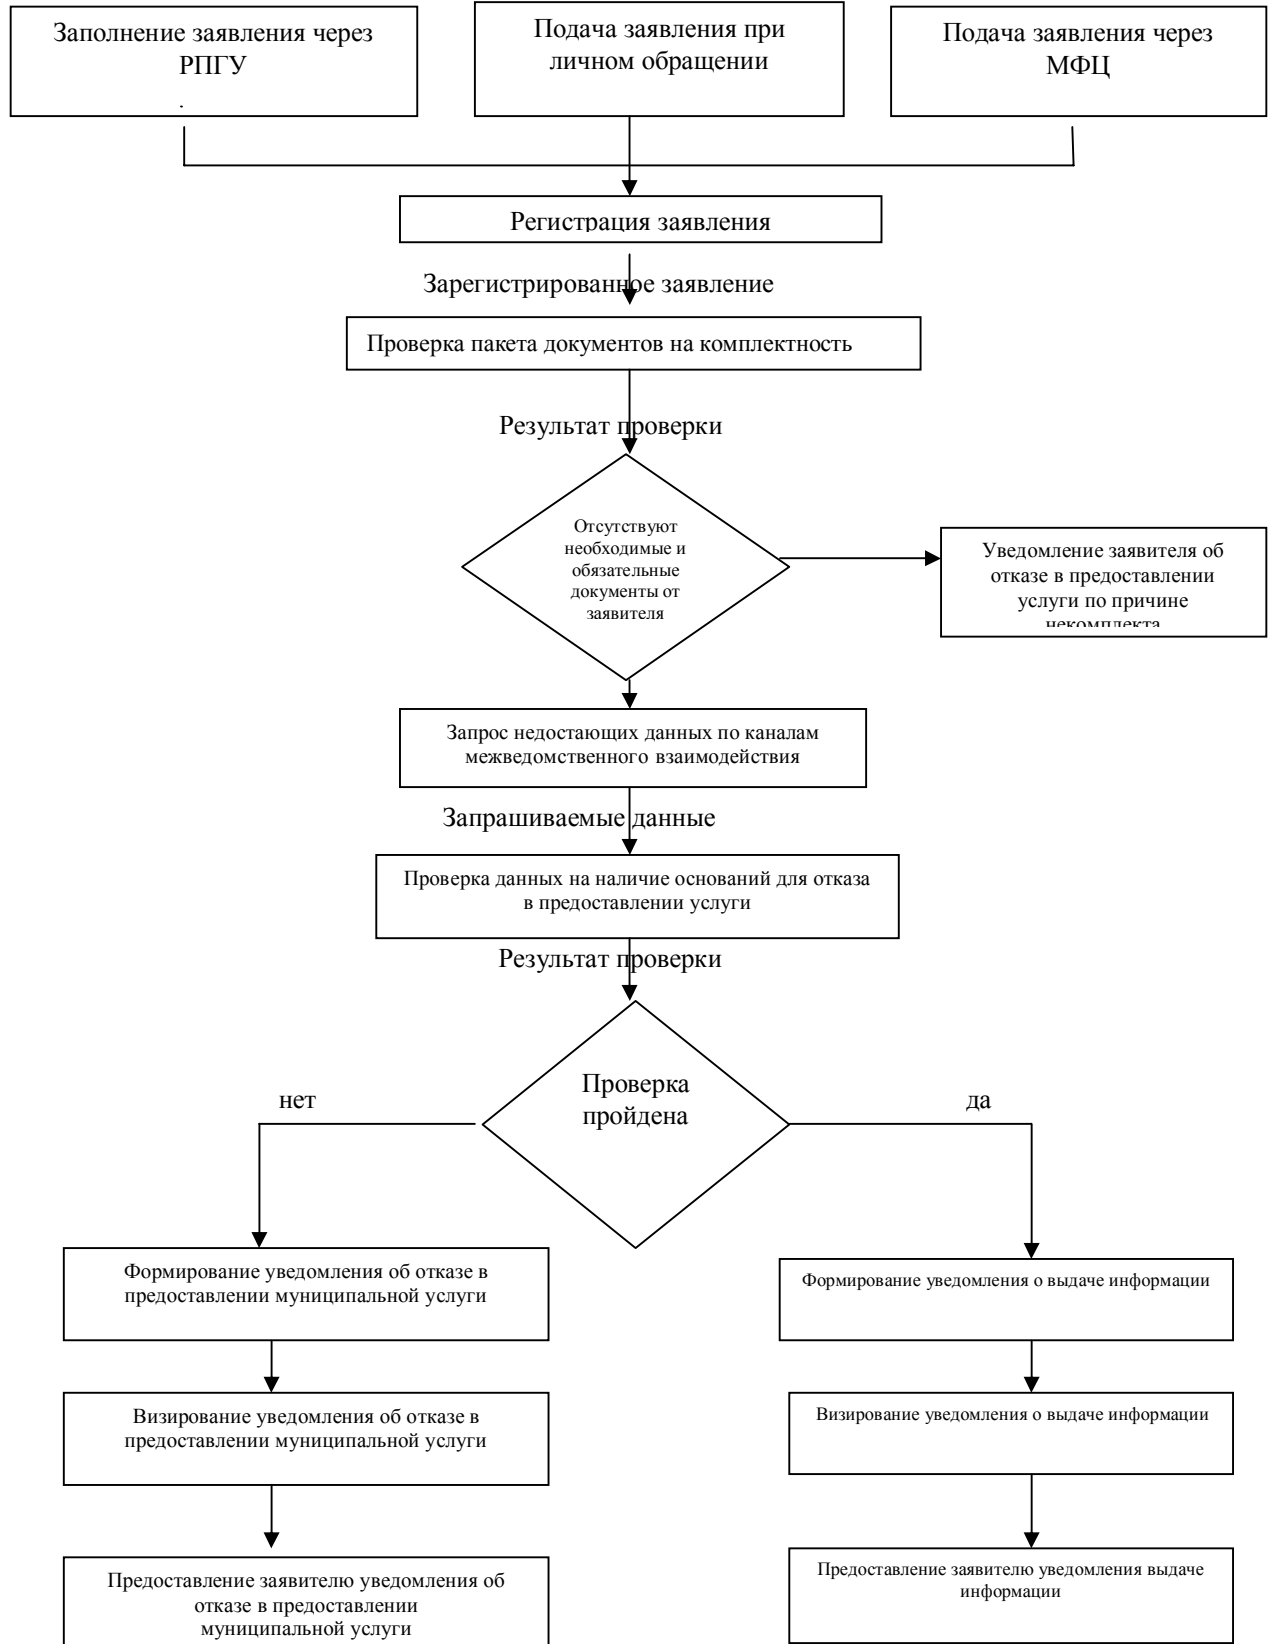 Заполнение заявления через
РПГУ
.
Подача заявления при
личном обращении
Подача заявления через
МФЦ
Регистрация заявления
Зарегистрированное заявление
Проверка пакета документов на комплектность
Результат проверки
Отсутствуют
необходимые и
обязательные
документы от
заявителя
Уведомление заявителя об
отказе в предоставлении
услуги по причине
некомплекта
Запрос недостающих данных по каналам
межведомственного взаимодействия
Запрашиваемые данные
Проверка данных на наличие оснований для отказа
в предоставлении услуги
Результат проверки
Проверка
пройдена
нет
да
Формирование уведомления об отказе в
предоставлении муниципальной услуги
Формирование уведомления о выдаче информации
Визирование уведомления об отказе в
предоставлении муниципальной услуги
Визирование уведомления о выдаче информации
Предоставление заявителю уведомления об
отказе в предоставлении
муниципальной услуги
Предоставление заявителю уведомления выдаче
информации